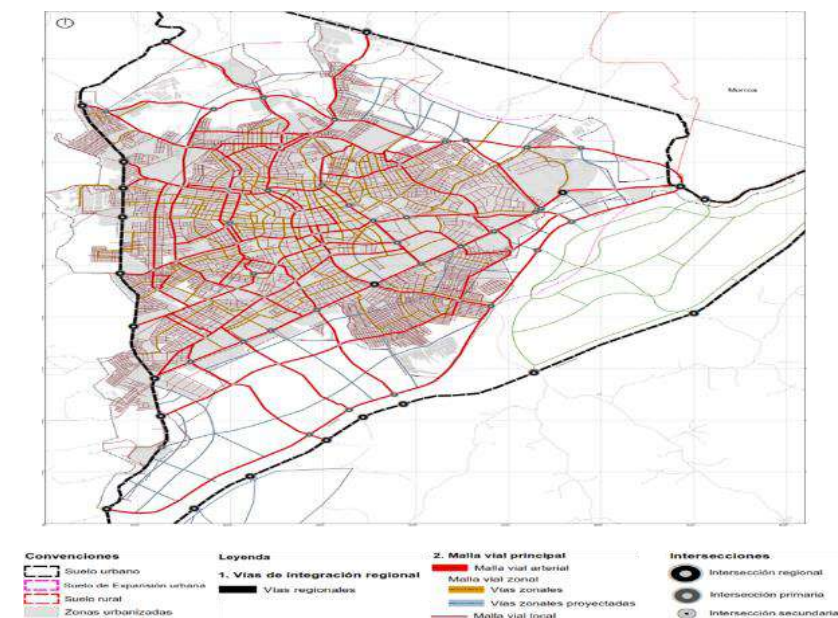 Morroa
Convenciones
Suelo urbano
Suelo de Expansión urbana
Suelo rural
Zonas urbanizadas
Leyenda
1. Vías de integración regional
Vías regionales
2. Malla vial principal
Malla vial arterial
Malla vial zonal
Vías zonales
Vías zonales proyectadas
Malla vial local
Intersecciones
Intersección regional
Intersección primaria
Intersección secundaria